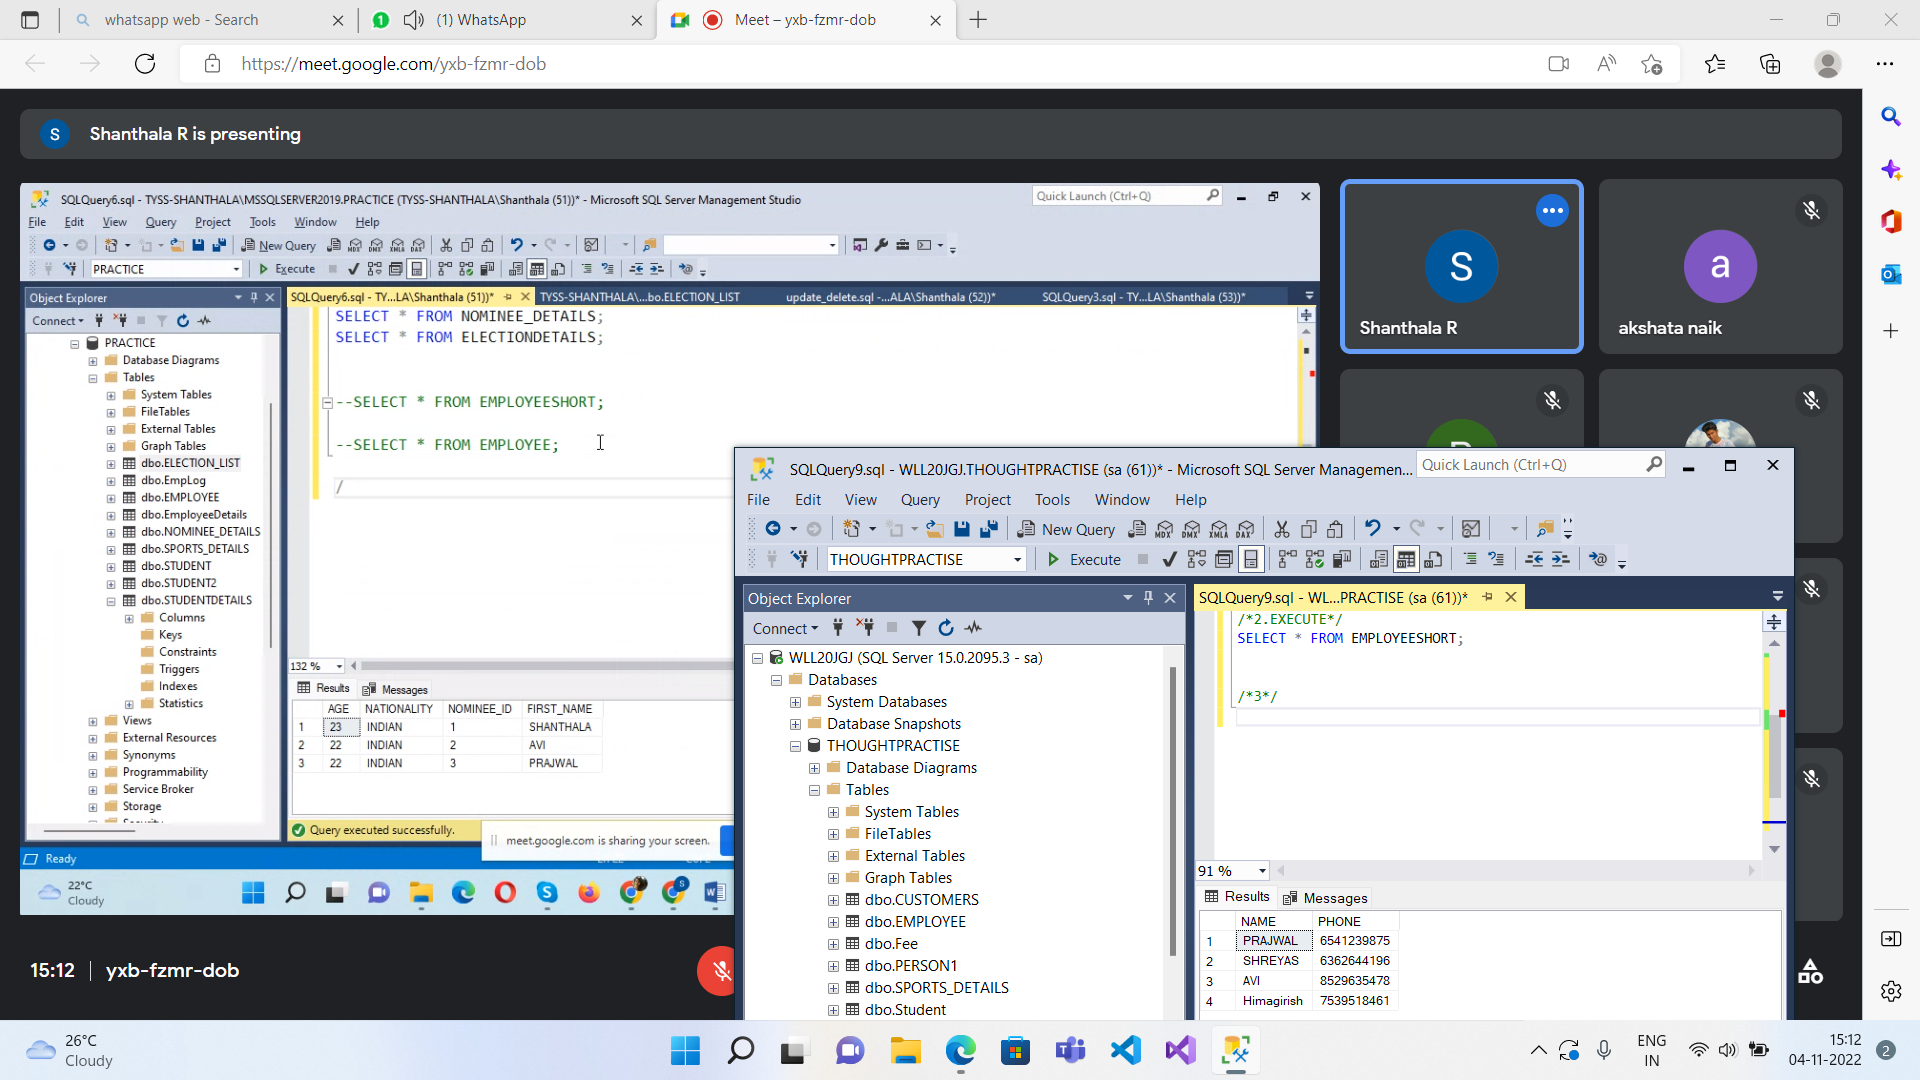 whatsapp web - Search
(1) WhatsApp
Meet – yxb-fzmr-dob
https://meet.google.com/yxb-fzmr-dob
S Shanthala R is presenting
SQLQuery6.sql - TYSS-SHANTHALA\MSSQLSERVER2019.PRACTICE (TYSS-SHANTHALA\Shanthala (51))* - Microsoft SQL Server Management Studio
Quick Launch (Ctrl+Q)
File Edit View Query Project Tools Window Help
New Query
PRACTICE
Execute
Object Explorer
Connect
PRACTICE
Database Diagrams
Tables
System Tables
FileTables
External Tables
Graph Tables
dbo.ELECTION_LIST
dbo.EmpLog
dbo.EMPLOYEE
dbo.EmployeeDetails
dbo.NOMINEE_DETAILS
dbo.SPORTS_DETAILS
dbo.STUDENT
dbo.STUDENT2
dbo.STUDENTDETAILS
Columns
Keys
Constraints
Triggers
Indexes
Statistics
Views
External Resources
Synonyms
Programmability
Service Broker
Storage
SQLQuery6.sql - TY...LA\Shanthala (51))*
TYSS-SHANTHALA\...bo.ELECTION_LIST
update_delete.sql -...ALA\Shanthala (52))*
SQLQuery3.sql - TY...LA\Shanthala (53))*
SELECT * FROM NOMINEE_DETAILS;
SELECT * FROM ELECTIONDETAILS;
--SELECT * FROM EMPLOYEESHORT;
--SELECT * FROM EMPLOYEE;
/
132 %
Results Messages
AGE NATIONALITY NOMINEE_ID FIRST_NAME
1 23 INDIAN 1 SHANTHALA
2 22 INDIAN 2 AVI
3 22 INDIAN 3 PRAJWAL
Query executed successfully.
meet.google.com is sharing your screen.
Ready
22°C
Cloudy
15:12 | yxb-fzmr-dob
S
Shanthala R
a
akshata naik
SQLQuery9.sql - WLL20JGJ.THOUGHTPRACTISE (sa (61))* - Microsoft SQL Server Managemen...
Quick Launch (Ctrl+Q)
File Edit View Query Project Tools Window Help
New Query
MDX DMX XMLA DAX
THOUGHTPRACTISE
Execute
Object Explorer
Connect
WLL20JGJ (SQL Server 15.0.2095.3 - sa)
Databases
System Databases
Database Snapshots
THOUGHTPRACTISE
Database Diagrams
Tables
System Tables
FileTables
External Tables
Graph Tables
dbo.CUSTOMERS
dbo.EMPLOYEE
dbo.Fee
dbo.PERSON1
dbo.SPORTS_DETAILS
dbo.Student
SQLQuery9.sql - WL...PRACTISE (sa (61))*
/*2.EXECUTE*/
SELECT * FROM EMPLOYEESHORT;
/*3*/
91 %
Results Messages
NAME PHONE
1 PRAJWAL 6541239875
2 SHREYAS 6362644196
3 AVI 8529635478
4 Himagirish 7539518461
26°C
Cloudy
ENG
IN
15:12
04-11-2022
2